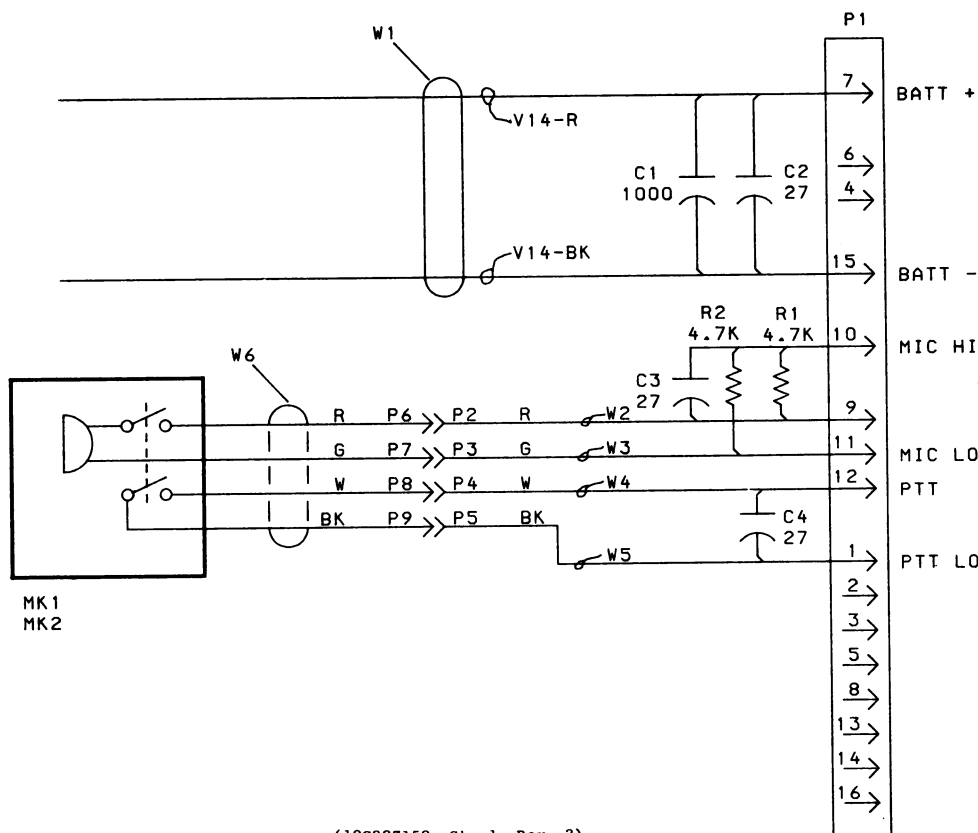 P1
W1
7
BATT +
V14-R
6
4
C1
1000
C2
27
V14-BK
15
BATT -
R2
4.7K
R1
4.7K
10
MIC HI
W6
C3
27
R P6 P2 R W2
9
G P7 P3 G W3
11
MIC LO
W P8 P4 W W4
12
PTT
BK P9 P5 BK
C4
27
W5
1
PTT LO
MK1
MK2
2
3
5
8
13
14
16